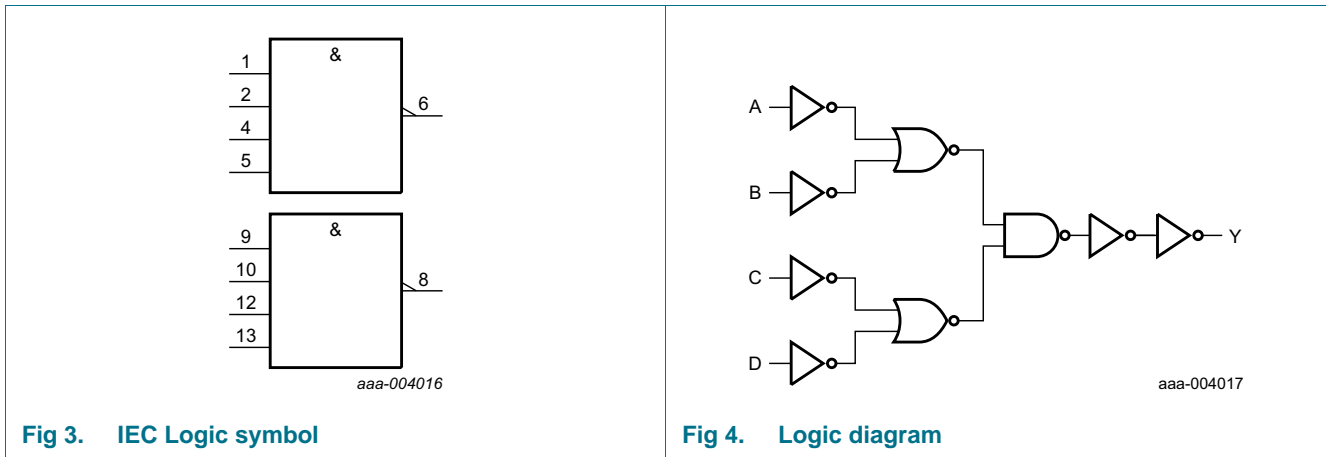 &
1
2
4
5
6
&
9
10
12
13
8
aaa-004016
Fig 3. IEC Logic symbol
A
B
C
D
Y
aaa-004017
Fig 4. Logic diagram